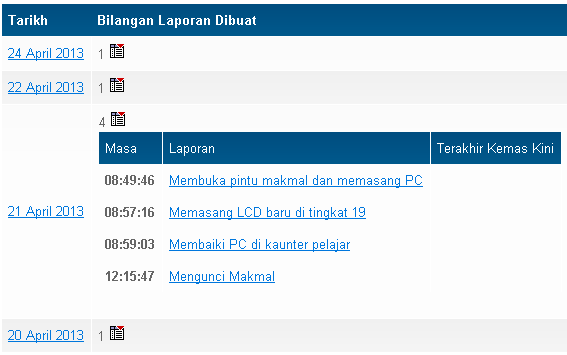 Tarikh Bilangan Laporan Dibuat
24 April 2013 1
22 April 2013 1
4
Masa Laporan Terakhir Kemas Kini
08:49:46 Membuka pintu makmal dan memasang PC
21 April 2013 08:57:16 Memasang LCD baru di tingkat 19
08:59:03 Membaiki PC di kaunter pelajar
12:15:47 Mengunci Makmal
20 April 2013 1